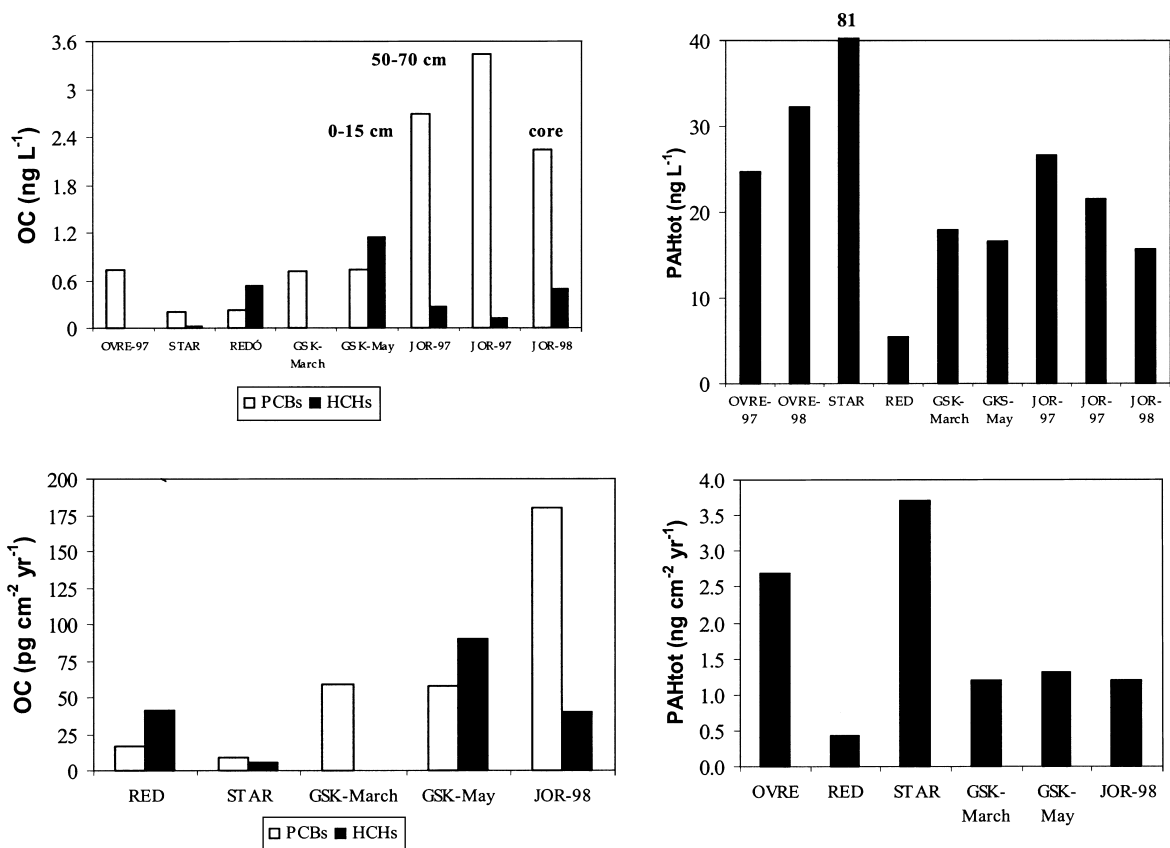 3.6
3
2.4
1.8
1.2
0.6
0
OC (ng L-1)
50-70 cm
0-15 cm
core
OVRE-97 STAR REDÓ GSK- GSK-May JOR-97 JOR-97 JOR-98
March
PCBs HCHs
81
40
30
20
10
0
PAHtot (ng L-1)
OVRE- OVRE- STAR RED GSK- GKS- JOR- JOR- JOR-
97 98 March May 97 97 98
200
175
150
125
100
75
50
25
0
OC (pg cm-2 yr-1)
RED STAR GSK-March GSK-May JOR-98
PCBs HCHs
4.0
3.5
3.0
2.5
2.0
1.5
1.0
0.5
0.0
PAHtot (ng cm-2 yr-1)
OVRE RED STAR GSK- GSK- JOR-98
March May